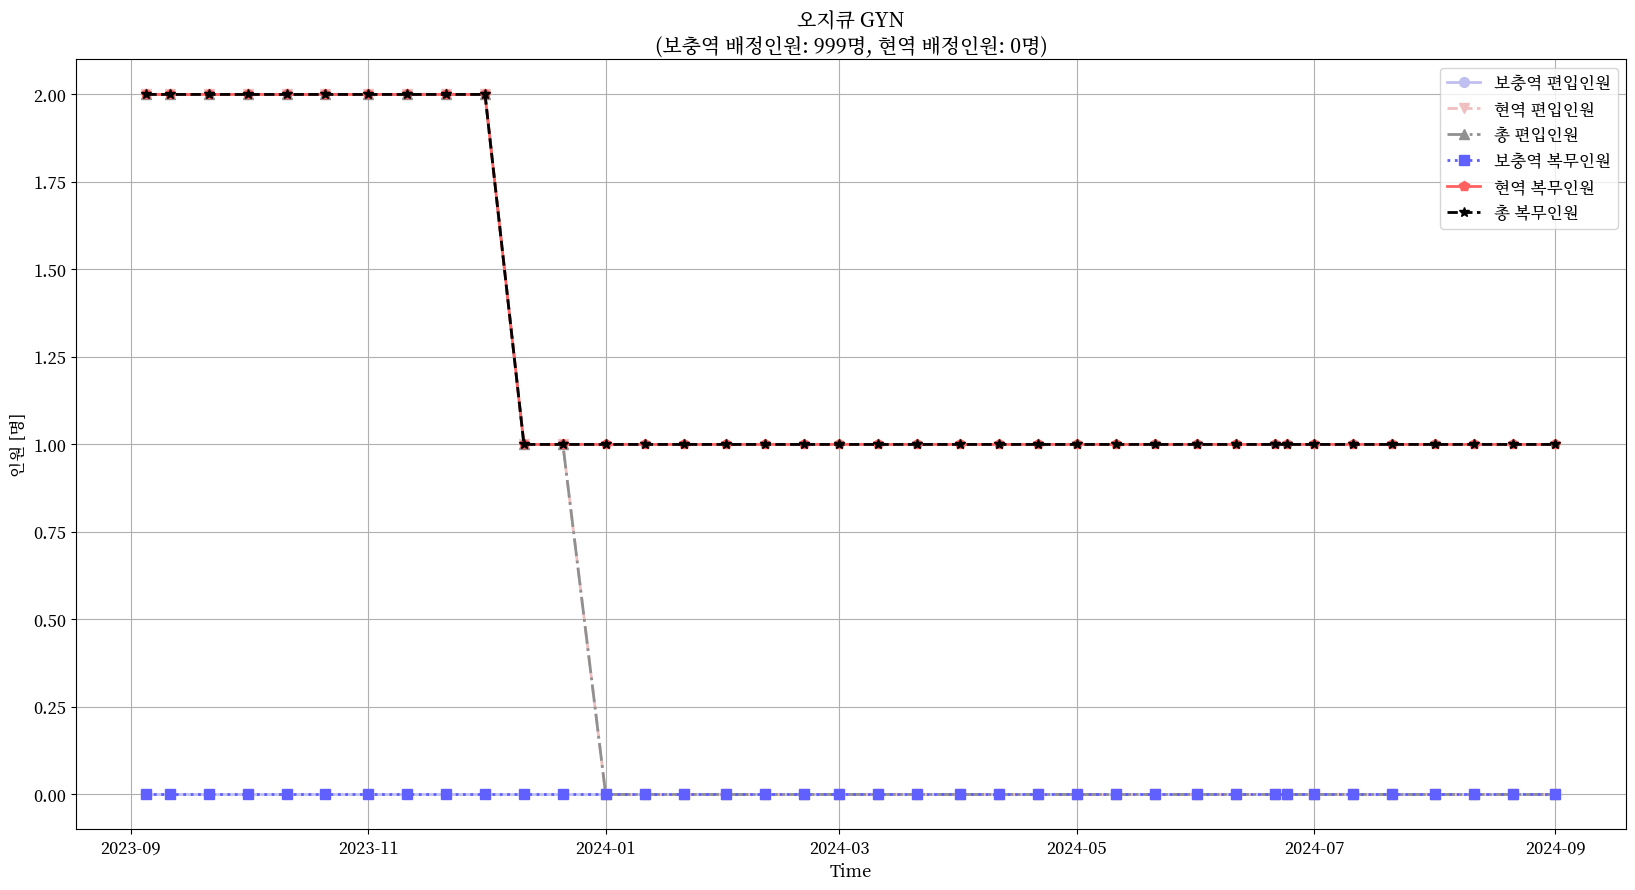 오지큐 GYN
(보충역 배정인원: 999명, 현역 배정인원: 0명)
보충역 편입인원
현역 편입인원
총 편입인원
보충역 복무인원
현역 복무인원
총 복무인원
인원 [명]
2.00
1.75
1.50
1.25
1.00
0.75
0.50
0.25
0.00
2023-09
2023-11
2024-01
2024-03
2024-05
2024-07
2024-09
Time